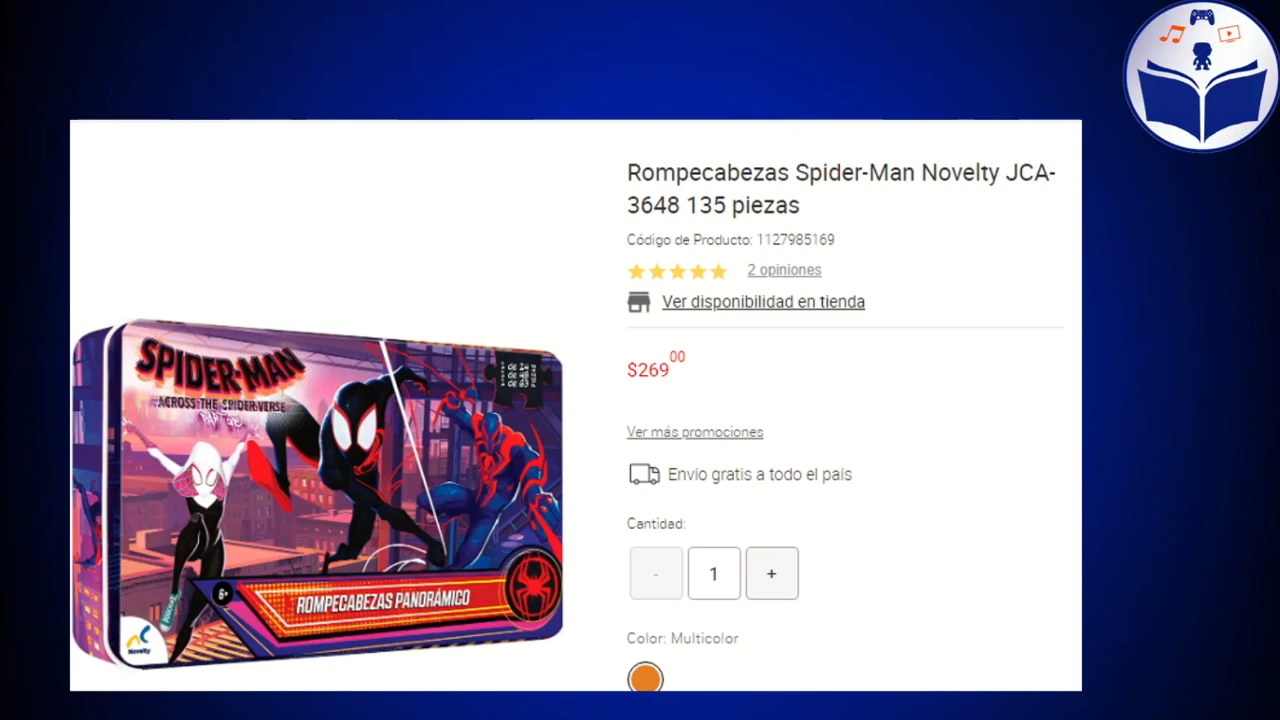 Rompecabezas Spider-Man Novelty JCA-
3648 135 piezas
Código de Producto: 1127985169
2 opiniones
Ver disponibilidad en tienda
$269 00
Ver más promociones
Envío gratis a todo el país
Cantidad:
- 1 +
Color: Multicolor
SPIDER-MAN
ACROSS THE SPIDER-VERSE
6+
ROMPECABEZAS PANORÁMICO
Novelty